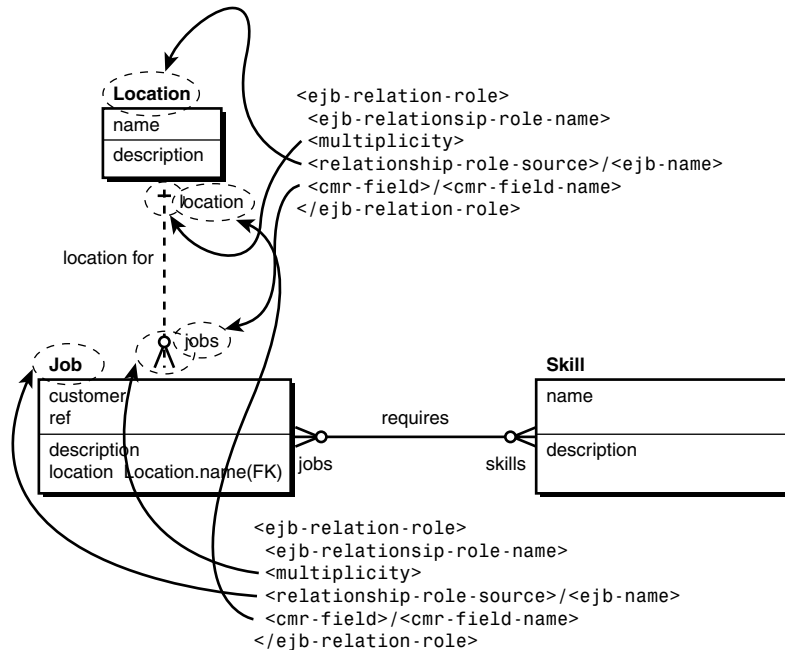 Location
name
description
location
location for
<ejb-relation-role>
<ejb-relationsip-role-name>
<multiplicity>
<relationship-role-source>/<ejb-name>
<cmr-field>/<cmr-field-name>
</ejb-relation-role>
jobs
Job
customer
ref
description
location Location.name(FK)
requires
jobs
skills
Skill
name
description
<ejb-relation-role>
<ejb-relationsip-role-name>
<multiplicity>
<relationship-role-source>/<ejb-name>
<cmr-field>/<cmr-field-name>
</ejb-relation-role>